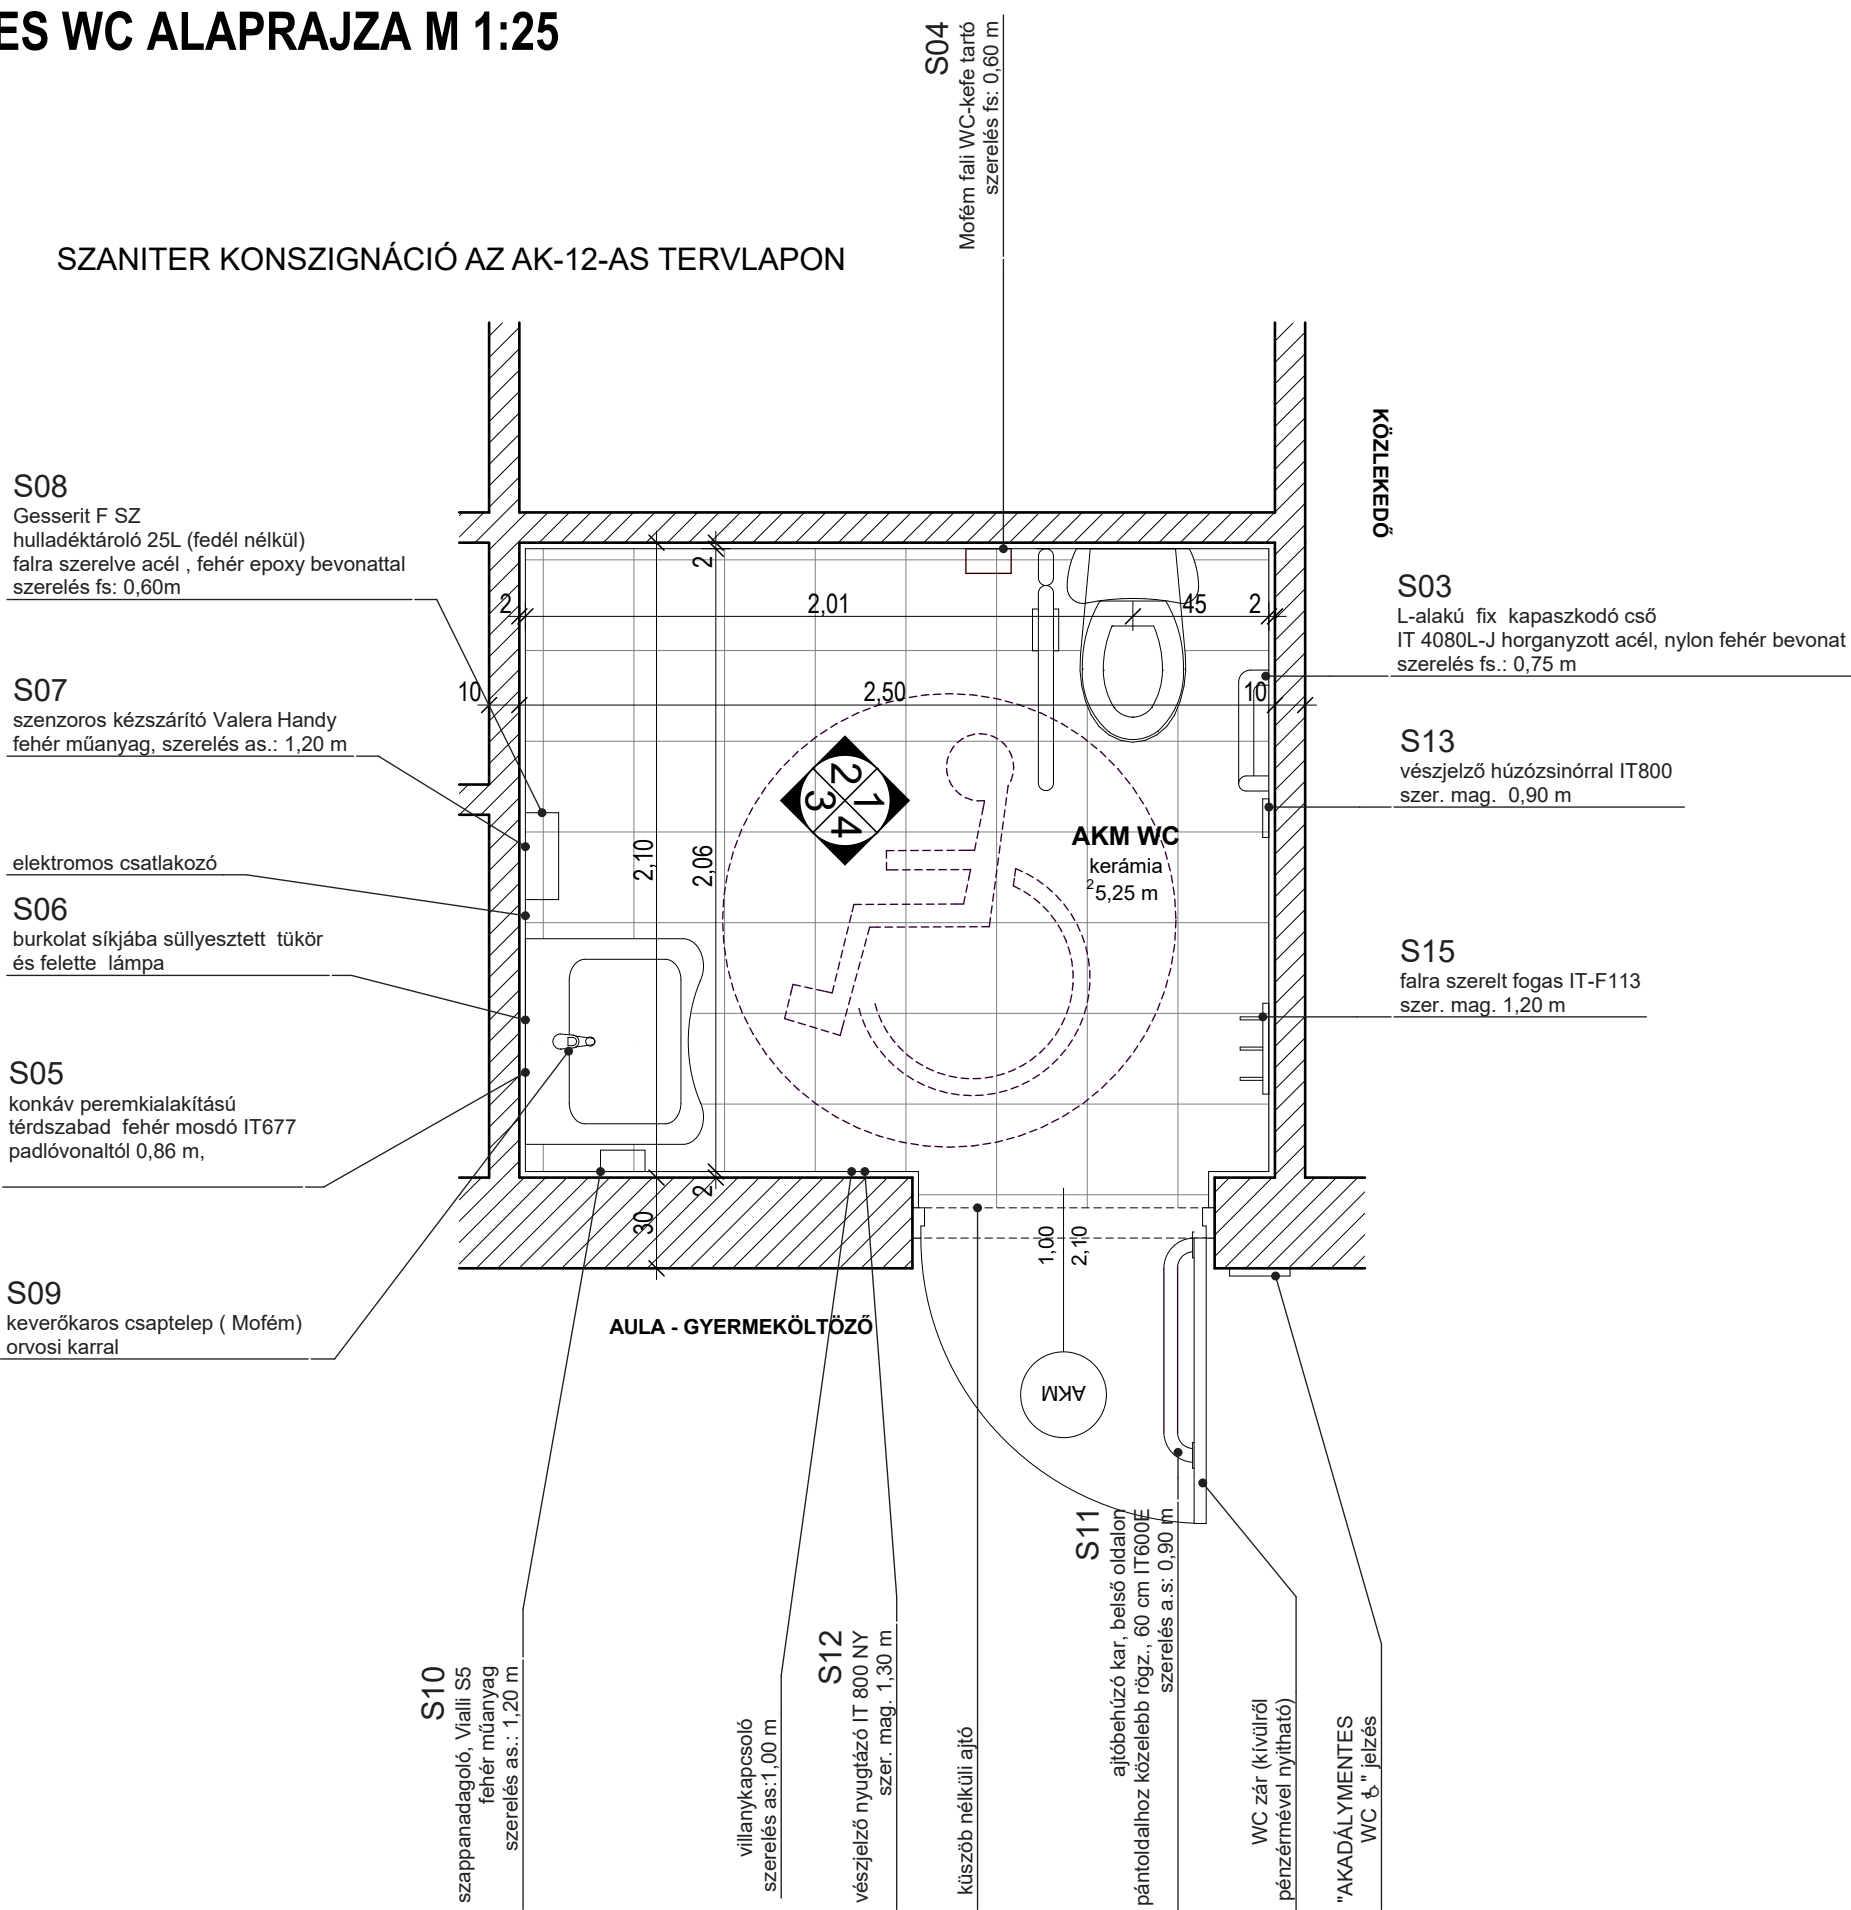 ES WC ALAPRAJZA M 1:25
SZANITER KONSZIGNÁCIÓ AZ AK-12-AS TERVLAPON
S04
Mofém fali WC-kefe tartó
szerelés fs: 0,60 m
KÖZLEKEDŐ
S08
Gesserit F SZ
hulladéktároló 25L (fedél nélkül)
falra szerelve acél , fehér epoxy bevonattal
szerelés fs: 0,60m
S07
szenzoros kézszárító Valera Handy
fehér műanyag, szerelés as.: 1,20 m
elektromos csatlakozó
S06
burkolat síkjába süllyesztett tükör
és felette lámpa
S05
konkáv peremkialakítású
térdszabad fehér mosdó IT677
padlóvonaltól 0,86 m,
S09
keverőkaros csaptelep ( Mofém)
orvosi karral
2
2
2,01
45
2
10
2,50
10
2,10
2,06
2
30
1
2
3
4
AKM WC
kerámia
²5,25 m
1,00
2,10
AKM
AULA - GYERMEKÖLTÖZŐ
S03
L-alakú fix kapaszkodó cső
IT 4080L-J horganyzott acél, nylon fehér bevonat
szerelés fs.: 0,75 m
S13
vészjelző húzózsinórral IT800
szer. mag. 0,90 m
S15
falra szerelt fogas IT-F113
szer. mag. 1,20 m
S10
szappanadagoló, Vialli S5
fehér műanyag
szerelés as.: 1,20 m
villanykapcsoló
szerelés as:1,00 m
S12
vészjelző nyugtázó IT 800 NY
szer. mag. 1,30 m
küszöb nélküli ajtó
S11
ajtóbehúzó kar, belső oldalon
pántoldalhoz közelebb rögz., 60 cm IT600E
szerelés a.s: 0,90 m
WC zár (kívülről
pénzérmével nyitható)
"AKADÁLYMENTES
WC ♿" jelzés